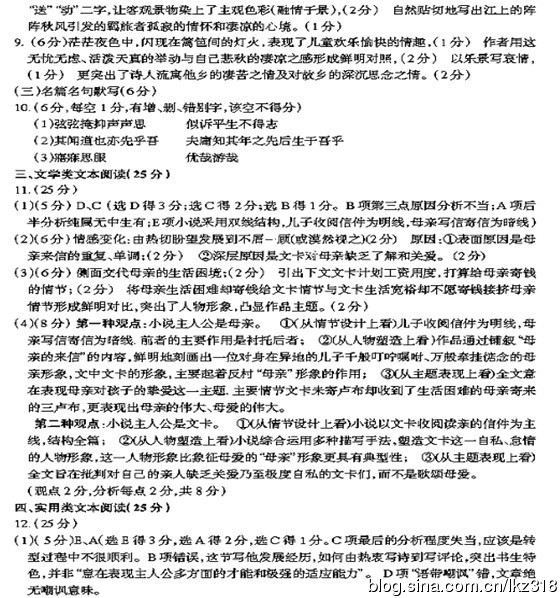 "送""动"二字,让客观景物染上了主观色彩(融情于景),(2分) 自然贴切地写出江上的阵
阵秋风引发的羁旅者孤寂的情怀和凄凉的心境。(1分)
9.(6分)茫茫夜色中,闪现在篱笆间的灯火,表现了儿童欢乐愉快的情趣,(1分) 作者用这
无忧无虑、活泼天真的举动与自己悲秋的凄凉之感形成鲜明对照,(2分) 以乐景写哀情,
(1分) 更突出了诗人流寓他乡的凄苦之情及对故乡的深沉思念之情。(2分)
(三)名篇名句默写(6分)
10.(6分,每空1分,有增、删、错别字,该空不得分)
(1)弦弦掩抑声声思 似诉平生不得志
(2)其闻道也亦先乎吾 夫庸知其年之先后生于吾乎
(3)寤寐思服 优哉游哉
三、文学类文本阅读(25分)
11.(25分)
(1)(5分)D、C(选D得3分;选C得2分;选B得1分。B项第三点原因分析不当;A项后
半分析纯属无中生有;E项小说采用双线结构,儿子收阅信件为明线,母亲写信寄信为暗线)
(2)(6分)情感变化:由热切盼望发展到不屑一顾(或漠然视之)(2分) 原因:①表面原因是母
亲来信的重复、单调;(2分) ②深层原因是文卡对母亲缺乏了解和关爱。(2分)
(3)(6分)侧面交代母亲的生活困境;(2分) 引出下文文卡计划工资用度,打算给母亲寄钱
的情节;(2分) 将母亲生活困难却寄钱给文卡情节与文卡生活宽裕却不愿寄钱接挤母亲
情节形成鲜明对比,突出了人物形象,凸显作品主题。(2分)
(4)(8分)第一种观点:小说主人公是母亲。 ①(从情节设计上看)儿子收阅信件为明线,母
亲写信寄信为暗线.前者的主要作用是衬托后者; ②(从人物塑造上看)作品通过铺叙"母
亲的来信"的内容,鲜明地刻画出一位对身在异地的儿子千般叮咛嘱咐、万般牵挂惦念的母
亲形象,文中文卡的形象,主要起着反衬"母亲"形象的作用; ③(从主题表现上看)全文意
在表现母亲对孩子的挚爱这一主题.主要情节文卡未寄卢布却收到了生活困难的母亲寄来
的三卢布,更表现出母亲的伟大、母爱的伟大。
第二种观点:小说主人公是文卡。 ①(从情节设计上看)小说以文卡收阅读亲的信件为主
线,结构全篇; ②(从人物塑造上看)小说综合运用多种描写手法,塑造文卡这一自私、忽情
的人物形象,这一人物形象比象征母爱的"母亲"形象更具有典型性; ③(从主题表现上看)
全文旨在批判对自己的亲人缺乏关爱乃至极度自私的文卡们,而不是歌颂母爱。
(观点2分,分析每点2分,共8分)
四、实用类文本阅读(25分)
12.(25分)
(1)(5分)E、A(选E得3分,选A得2分,选C得1分。C项最后的分析程度失当,应该是转
型过程中不很顺利。B项错误,这节写他发展经历,如何由热衷写诗到写评论,突出书生特
色,并非"意在表现主人公多方面的才能和极强的适应能力"。 D项"语带嘲讽"错,文章绝
无嘲讽意味。
blog.sina.com.cn/lkz318